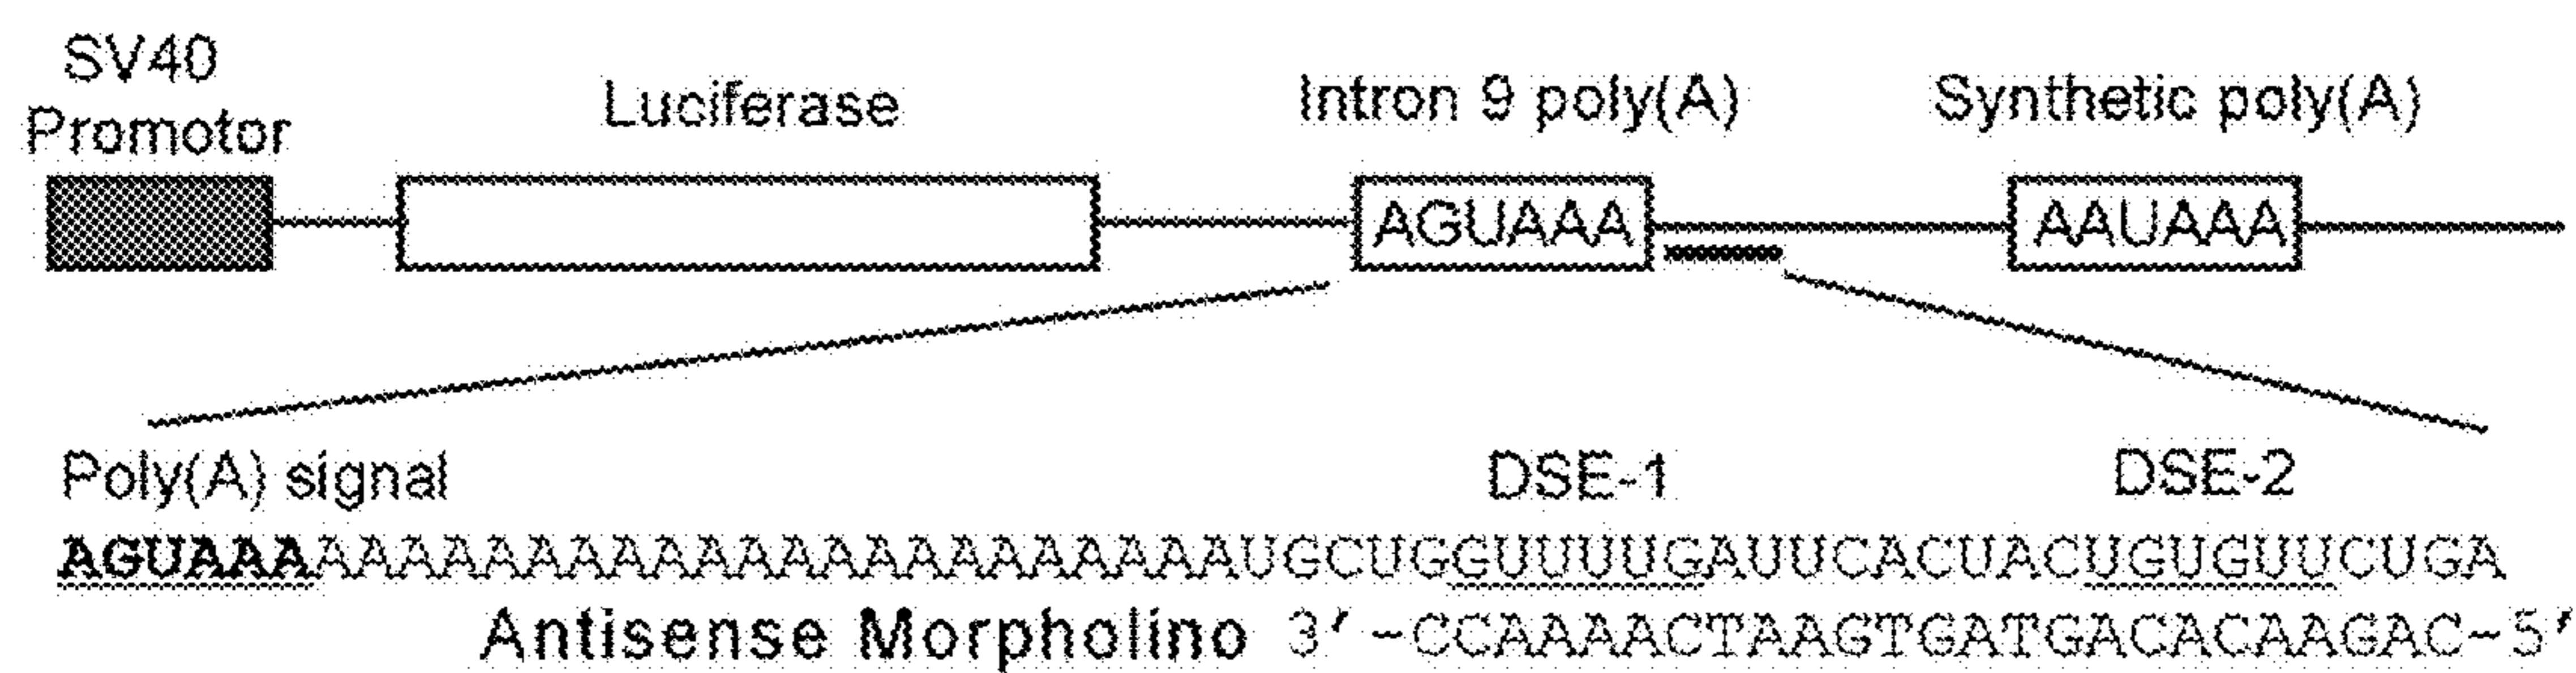 SV40
Promotor
Luciferase
Intron 9 poly(A)
Synthetic poly(A)
AGUAAA
AAUAAA
Poly(A) signal
DSE-1
DSE-2
AGUAAAAAAAAAAAAAAAAAAAAAAAAAUGCUGGUUUUGAUUCACUACUGUGUUCUGA
Antisense Morpholino 3'-CCAAAACTAAGTGATGACACAAGAC-5'